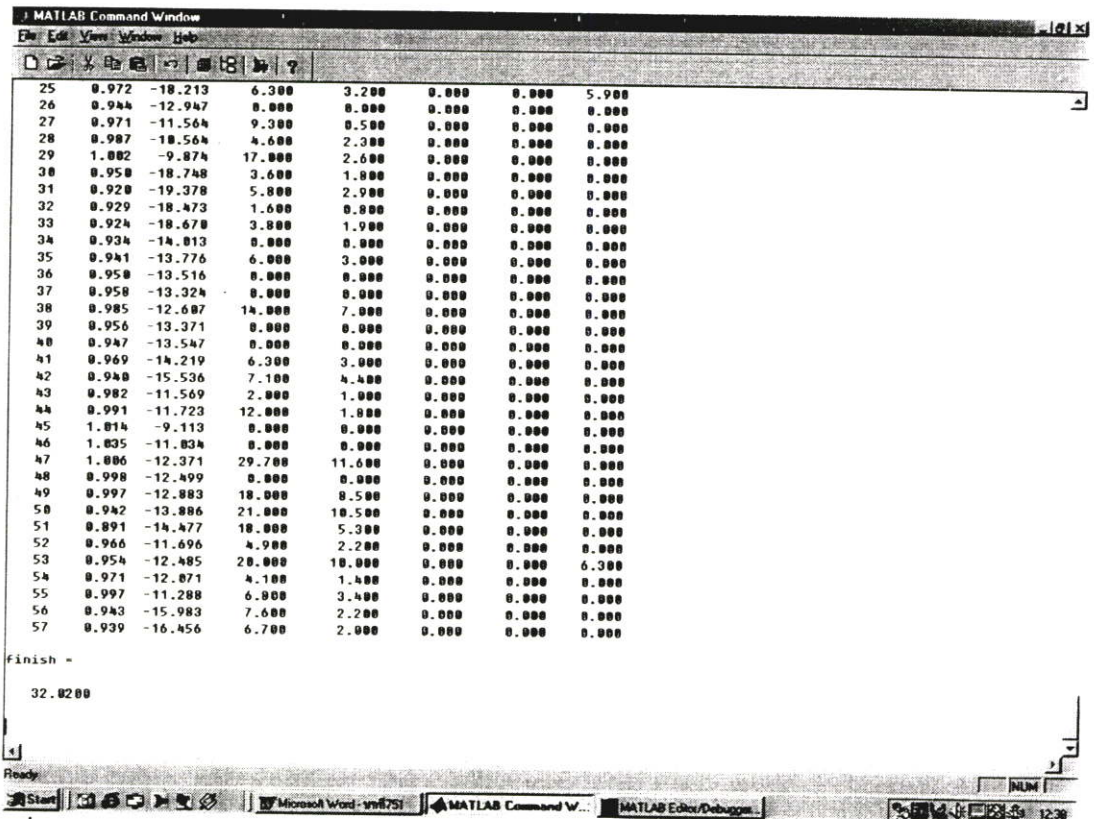 MATLAB Command Window
File Edit View Window Help
25 0.972 -18.213 6.300 3.200 0.000 0.000 5.900
26 0.944 -12.947 0.000 0.000 0.000 0.000 0.000
27 0.971 -11.564 9.300 0.500 0.000 0.000 0.000
28 0.987 -10.564 4.600 2.300 0.000 0.000 0.000
29 1.002 -9.874 17.000 2.600 0.000 0.000 0.000
30 0.950 -18.748 3.600 1.800 0.000 0.000 0.000
31 0.920 -19.378 5.800 2.900 0.000 0.000 0.000
32 0.929 -18.473 1.600 0.800 0.000 0.000 0.000
33 0.924 -18.670 3.800 1.900 0.000 0.000 0.000
34 0.934 -14.013 0.000 0.000 0.000 0.000 0.000
35 0.941 -13.776 6.000 3.000 0.000 0.000 0.000
36 0.950 -13.516 0.000 0.000 0.000 0.000 0.000
37 0.958 -13.324 0.000 0.000 0.000 0.000 0.000
38 0.985 -12.607 14.000 7.000 0.000 0.000 0.000
39 0.956 -13.371 0.000 0.000 0.000 0.000 0.000
40 0.947 -13.547 0.000 0.000 0.000 0.000 0.000
41 0.969 -14.219 6.300 3.000 0.000 0.000 0.000
42 0.940 -15.536 7.100 4.400 0.000 0.000 0.000
43 0.982 -11.569 2.000 1.000 0.000 0.000 0.000
44 0.991 -11.723 12.000 1.800 0.000 0.000 0.000
45 1.014 -9.113 0.000 0.000 0.000 0.000 0.000
46 1.035 -11.034 0.000 0.000 0.000 0.000 0.000
47 1.006 -12.371 29.700 11.600 0.000 0.000 0.000
48 0.998 -12.499 0.000 0.000 0.000 0.000 0.000
49 0.997 -12.883 18.000 8.500 0.000 0.000 0.000
50 0.942 -13.886 21.000 10.500 0.000 0.000 0.000
51 0.891 -14.477 18.000 5.300 0.000 0.000 0.000
52 0.966 -11.696 4.900 2.200 0.000 0.000 0.000
53 0.954 -12.485 20.000 10.000 0.000 0.000 6.300
54 0.971 -12.071 4.100 1.400 0.000 0.000 0.000
55 0.997 -11.288 6.800 3.400 0.000 0.000 0.000
56 0.943 -15.983 7.600 2.200 0.000 0.000 0.000
57 0.939 -16.456 6.700 2.000 0.000 0.000 0.000
finish =
32.0200
Ready NUM
Start Microsoft Word - MATLAB Command W... MATLAB Editor/Debugger... 12:38